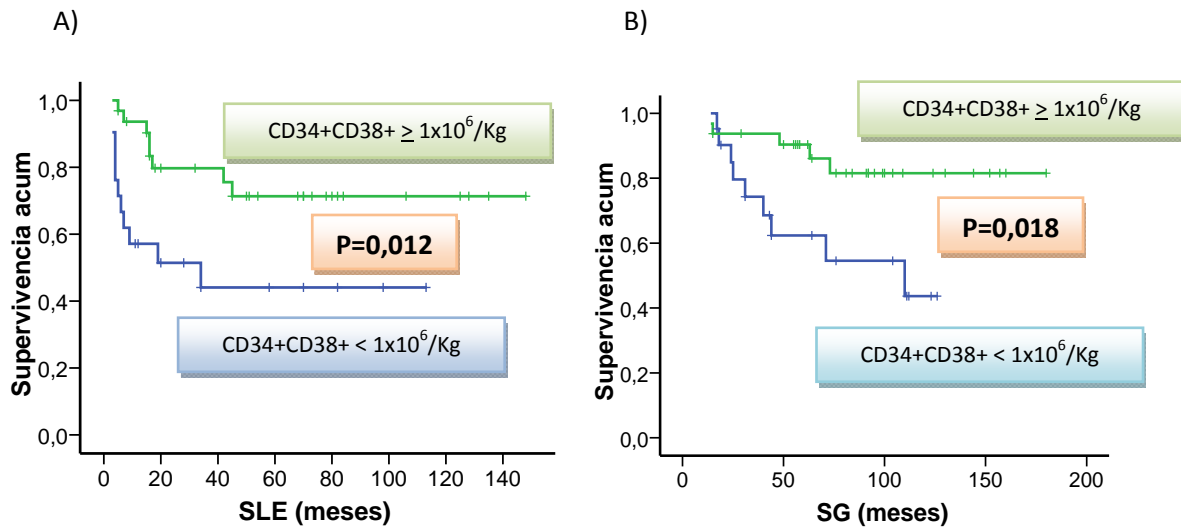 A)
Supervivencia acum
1,0
0,8
0,6
0,4
0,2
0,0
CD34+CD38+ ≥ 1x10⁶/Kg
P=0,012
CD34+CD38+ < 1x10⁶/Kg
0 20 40 60 80 100 120 140
SLE (meses)
B)
Supervivencia acum
1,0
0,8
0,6
0,4
0,2
0,0
CD34+CD38+ ≥ 1x10⁶/Kg
P=0,018
CD34+CD38+ < 1x10⁶/Kg
0 50 100 150 200
SG (meses)